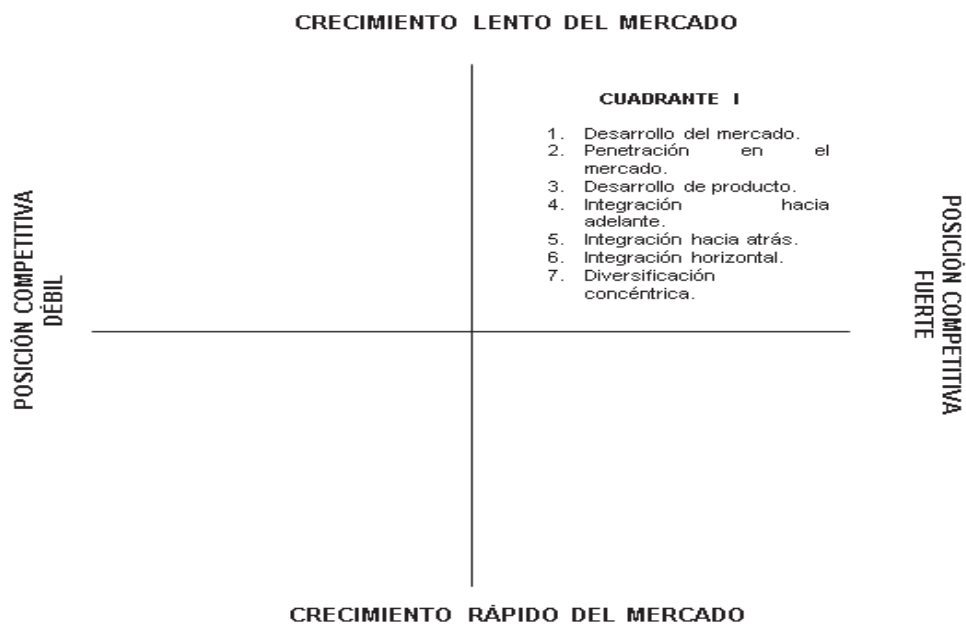 CRECIMIENTO LENTO DEL MERCADO
CUADRANTE I
1. Desarrollo del mercado.
2. Penetración en el
mercado.
3. Desarrollo de producto.
4. Integración hacia
adelante.
5. Integración hacia atrás.
6. Integración horizontal.
7. Diversificación
concéntrica.
POSICIÓN COMPETITIVA
DÉBIL
POSICIÓN COMPETITIVA
FUERTE
CRECIMIENTO RÁPIDO DEL MERCADO